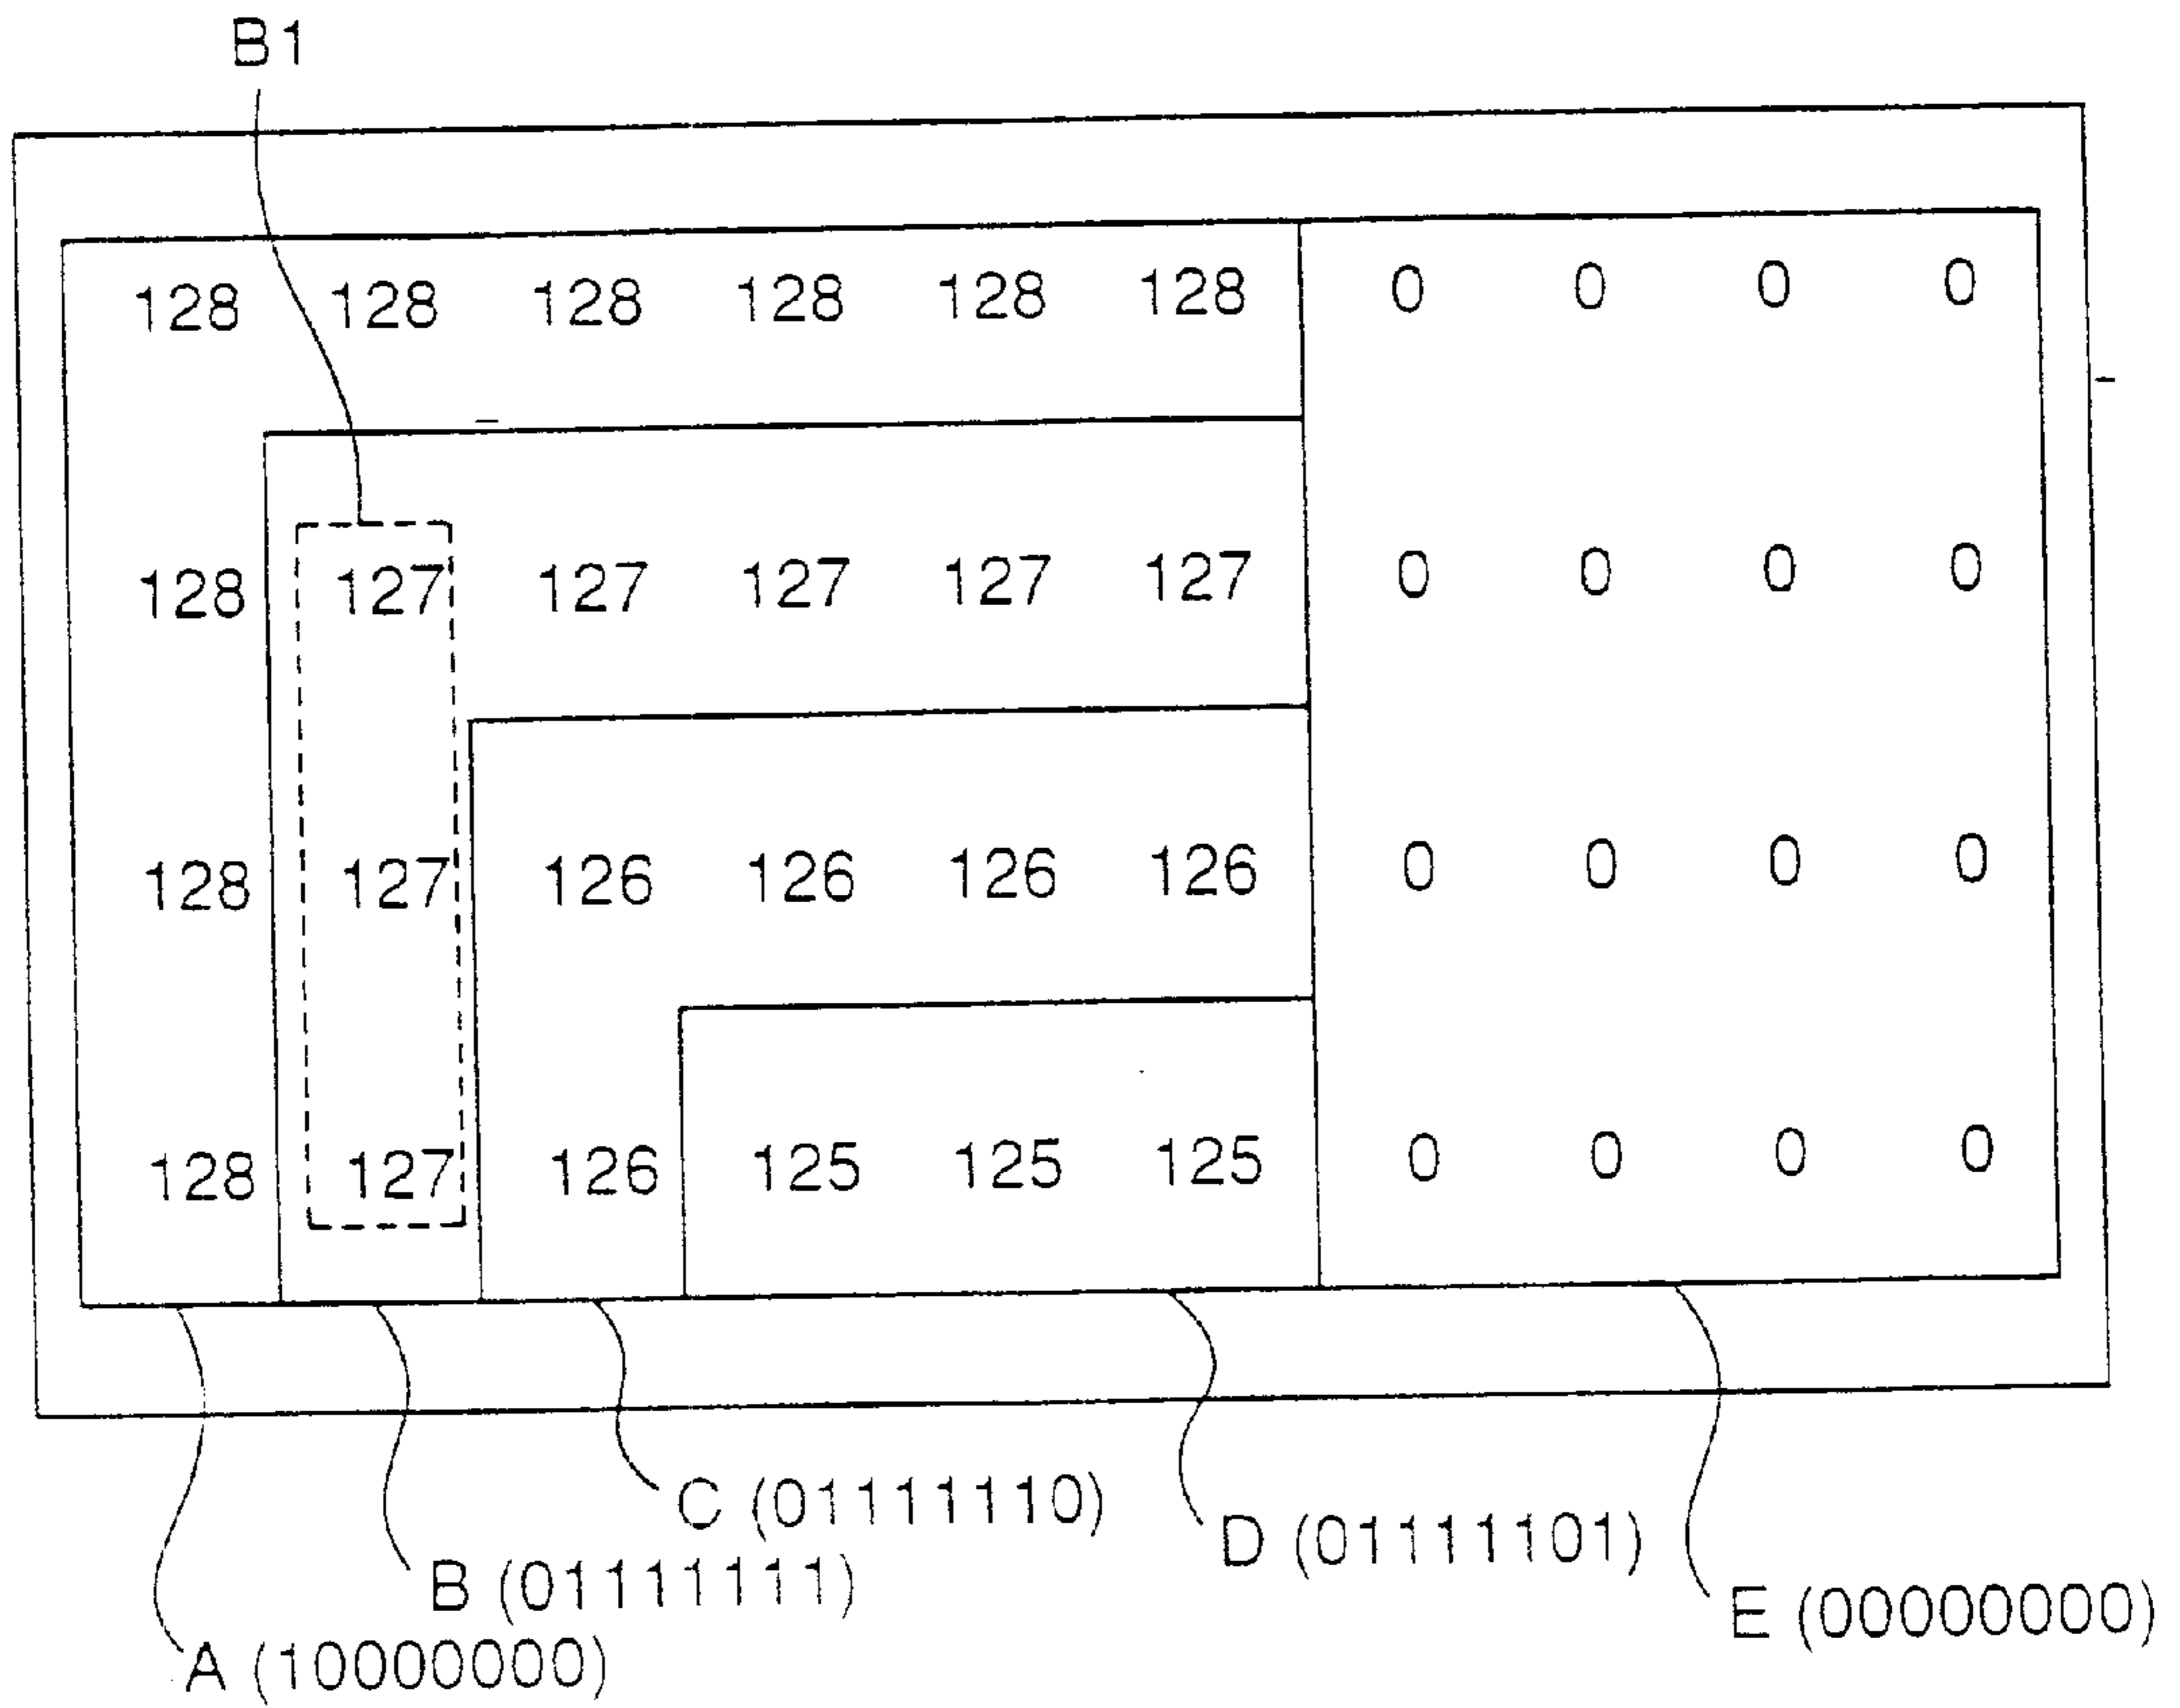 B1
128 128 128 128 128 128 0 0 0 0
128 127 127 127 127 127 0 0 0 0
128 127 126 126 126 126 0 0 0 0
128 127 126 125 125 125 0 0 0 0
C (01111110)
D (01111101)
B (01111111)
E (00000000)
A (10000000)